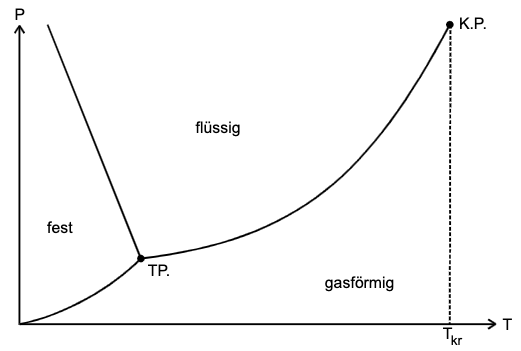 P
K.P.
flüssig
fest
TP.
gasförmig
T
Tkr